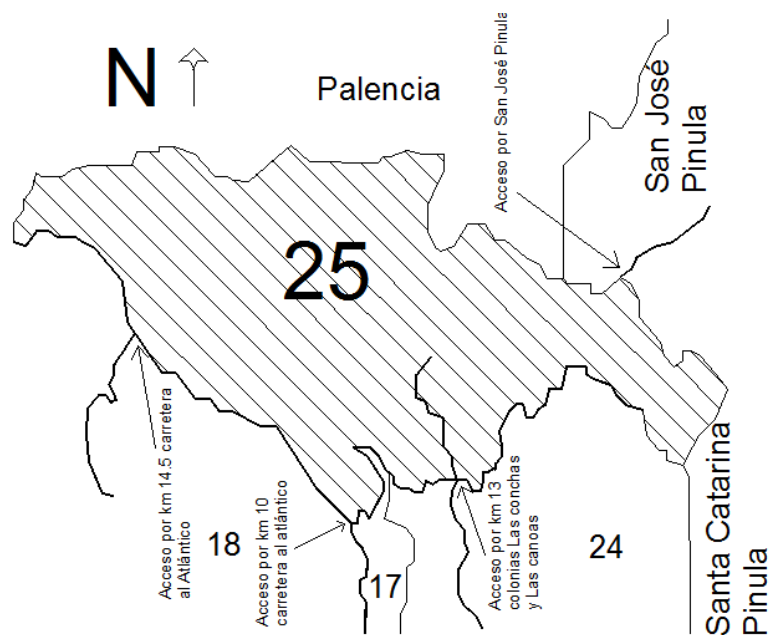 N
Palencia
Acceso por San José Pinula
San José
Pinula
25
Acceso por km 14.5 carretera
al Atlántico
18
Acceso por km 10
carretera al atlántico
17
Acceso por km 13
colonias Las conchas
y Las canoas
24
Santa Catarina
Pinula